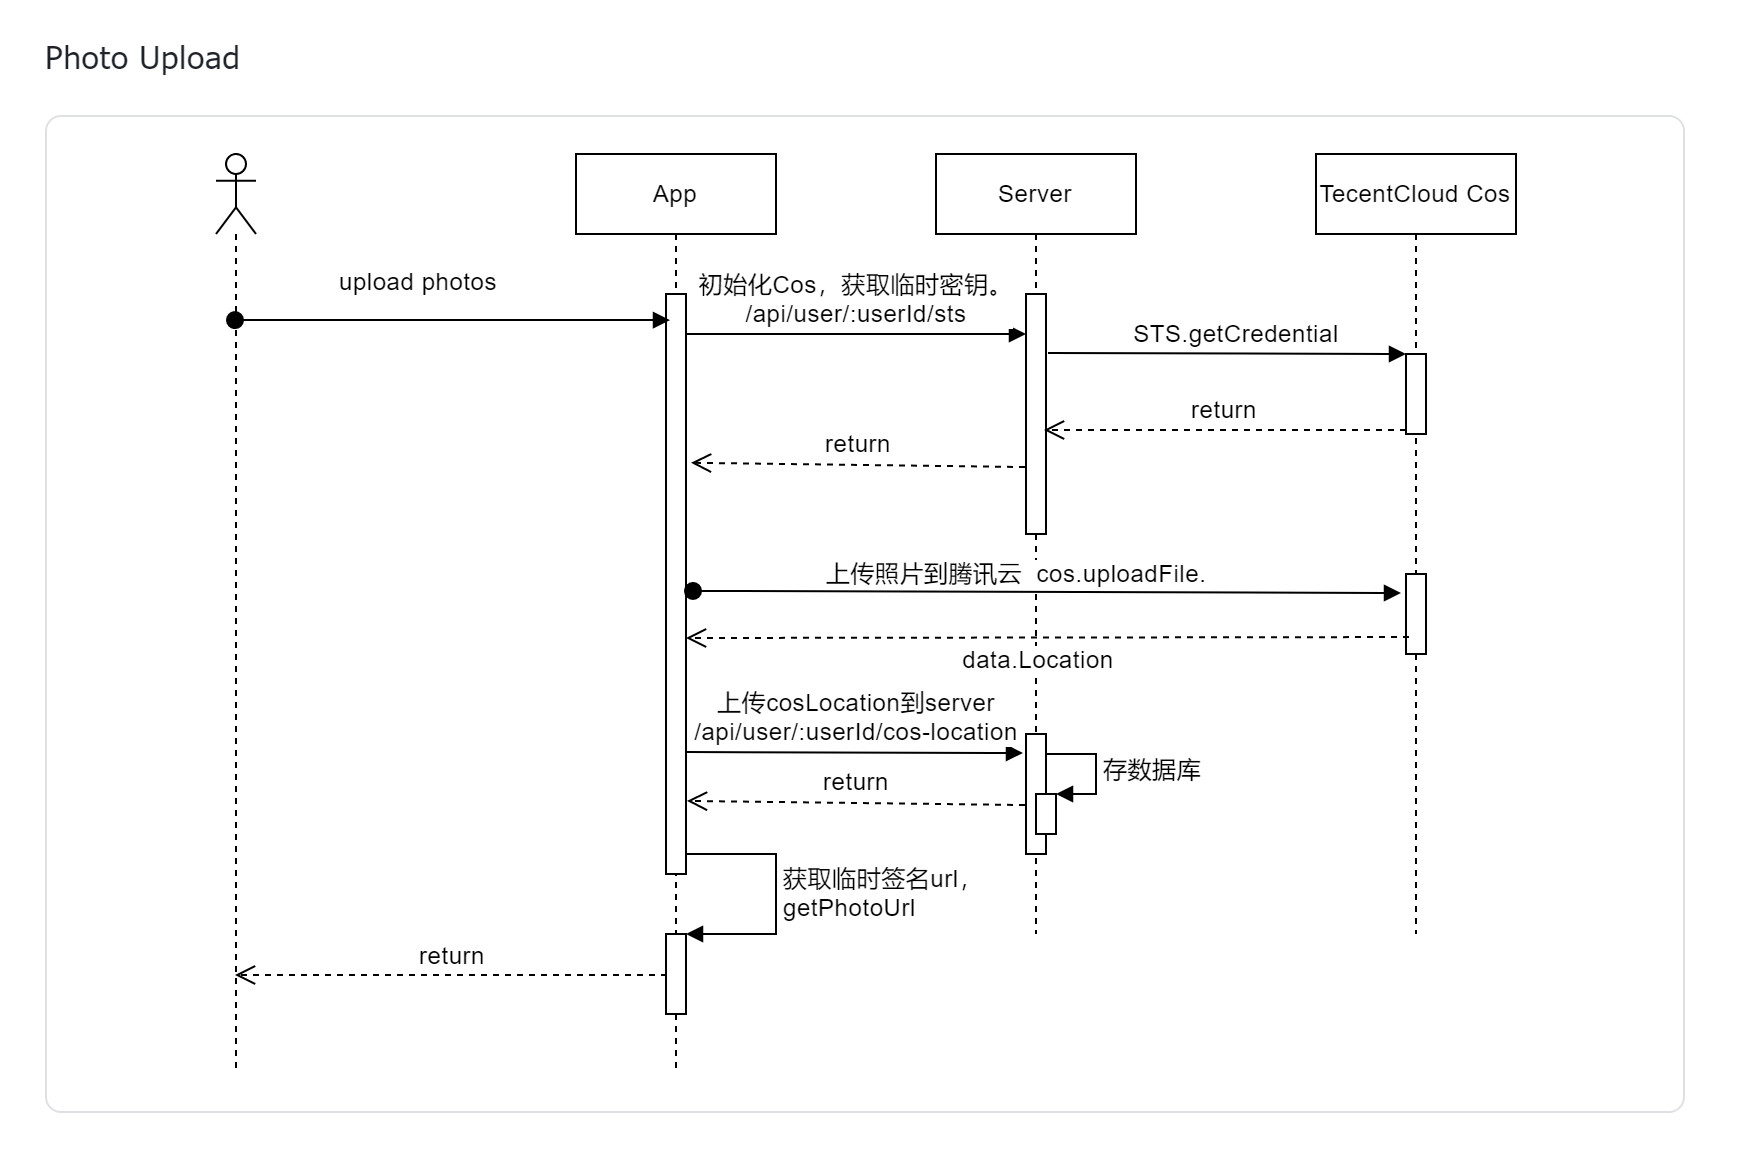 Photo Upload
App
Server
TecentCloud Cos
upload photos
初始化Cos，获取临时密钥。
/api/user/:userId/sts
STS.getCredential
return
return
上传照片到腾讯云  cos.uploadFile.
data.Location
上传cosLocation到server
/api/user/:userId/cos-location
存数据库
return
获取临时签名url，
getPhotoUrl
return